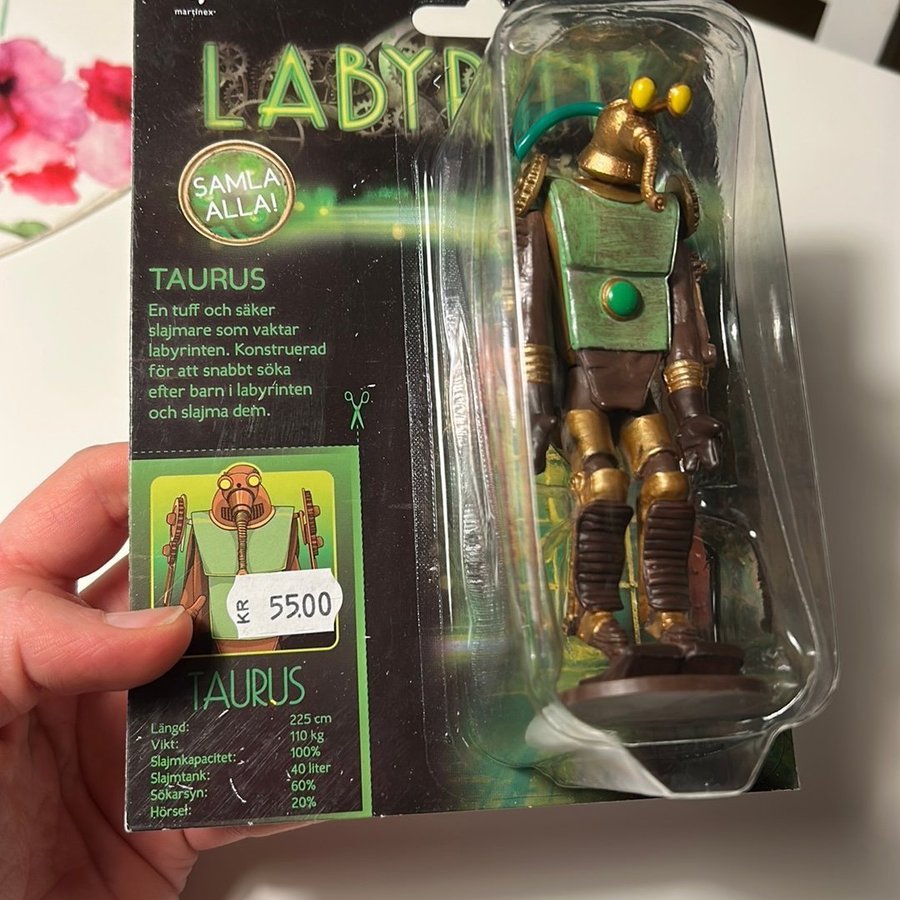 martinex
LABY
SAMLA
ALLA!
TAURUS
En tuff och säker
slajmare som vaktar
labyrinten. Konstruerad
för att snabbt söka
efter barn i labyrinten
och slajma dem.
KR 55.00
TAURUS
Längd: 225 cm
Vikt: 110 kg
Slajmkapacitet: 100%
Slajmtank: 40 liter
Sökarsyn: 60%
Hörsel: 20%